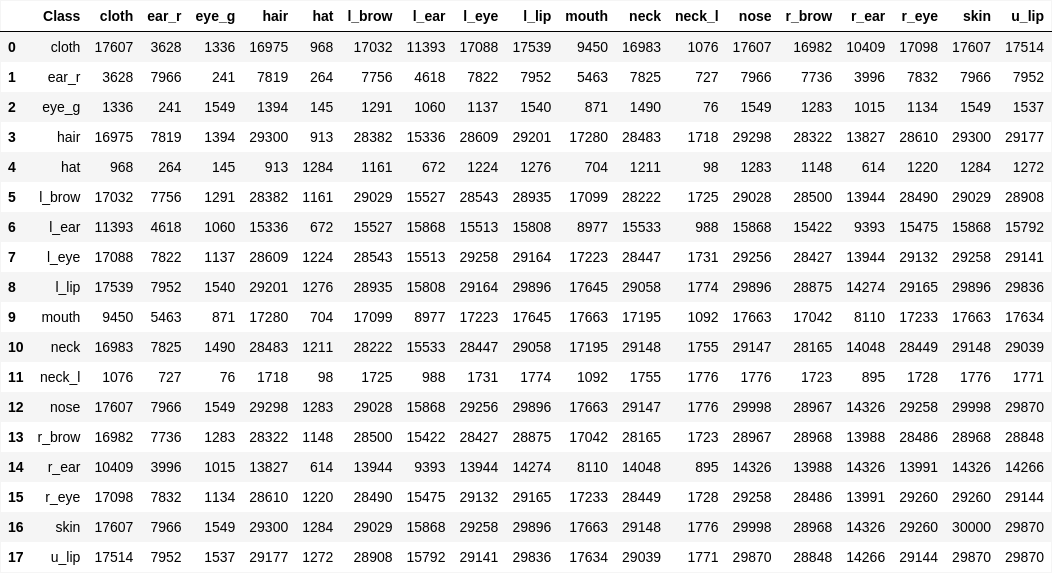 Class cloth ear_r eye_g hair hat l_brow l_ear l_eye l_lip mouth neck neck_l nose r_brow r_ear r_eye skin u_lip
0 cloth 17607 3628 1336 16975 968 17032 11393 17088 17539 9450 16983 1076 17607 16982 10409 17098 17607 17514
1 ear_r 3628 7966 241 7819 264 7756 4618 7822 7952 5463 7825 727 7966 7736 3996 7832 7966 7952
2 eye_g 1336 241 1549 1394 145 1291 1060 1137 1540 871 1490 76 1549 1283 1015 1134 1549 1537
3 hair 16975 7819 1394 29300 913 28382 15336 28609 29201 17280 28483 1718 29298 28322 13827 28610 29300 29177
4 hat 968 264 145 913 1284 1161 672 1224 1276 704 1211 98 1283 1148 614 1220 1284 1272
5 l_brow 17032 7756 1291 28382 1161 29029 15527 28543 28935 17099 28222 1725 29028 28500 13944 28490 29029 28908
6 l_ear 11393 4618 1060 15336 672 15527 15868 15513 15808 8977 15533 988 15868 15422 9393 15475 15868 15792
7 l_eye 17088 7822 1137 28609 1224 28543 15513 29258 29164 17223 28447 1731 29256 28427 13944 29132 29258 29141
8 l_lip 17539 7952 1540 29201 1276 28935 15808 29164 29896 17645 29058 1774 29896 28875 14274 29165 29896 29836
9 mouth 9450 5463 871 17280 704 17099 8977 17223 17645 17663 17195 1092 17663 17042 8110 17233 17663 17634
10 neck 16983 7825 1490 28483 1211 28222 15533 28447 29058 17195 29148 1755 29147 28165 14048 28449 29148 29039
11 neck_l 1076 727 76 1718 98 1725 988 1731 1774 1092 1755 1776 1776 1723 895 1728 1776 1771
12 nose 17607 7966 1549 29298 1283 29028 15868 29256 29896 17663 29147 1776 29998 28967 14326 29258 29998 29870
13 r_brow 16982 7736 1283 28322 1148 28500 15422 28427 28875 17042 28165 1723 28967 28968 13988 28486 28968 28848
14 r_ear 10409 3996 1015 13827 614 13944 9393 13944 14274 8110 14048 895 14326 13988 14326 13991 14326 14266
15 r_eye 17098 7832 1134 28610 1220 28490 15475 29132 29165 17233 28449 1728 29258 28486 13991 29260 29260 29144
16 skin 17607 7966 1549 29300 1284 29029 15868 29258 29896 17663 29148 1776 29998 28968 14326 29260 30000 29870
17 u_lip 17514 7952 1537 29177 1272 28908 15792 29141 29836 17634 29039 1771 29870 28848 14266 29144 29870 29870